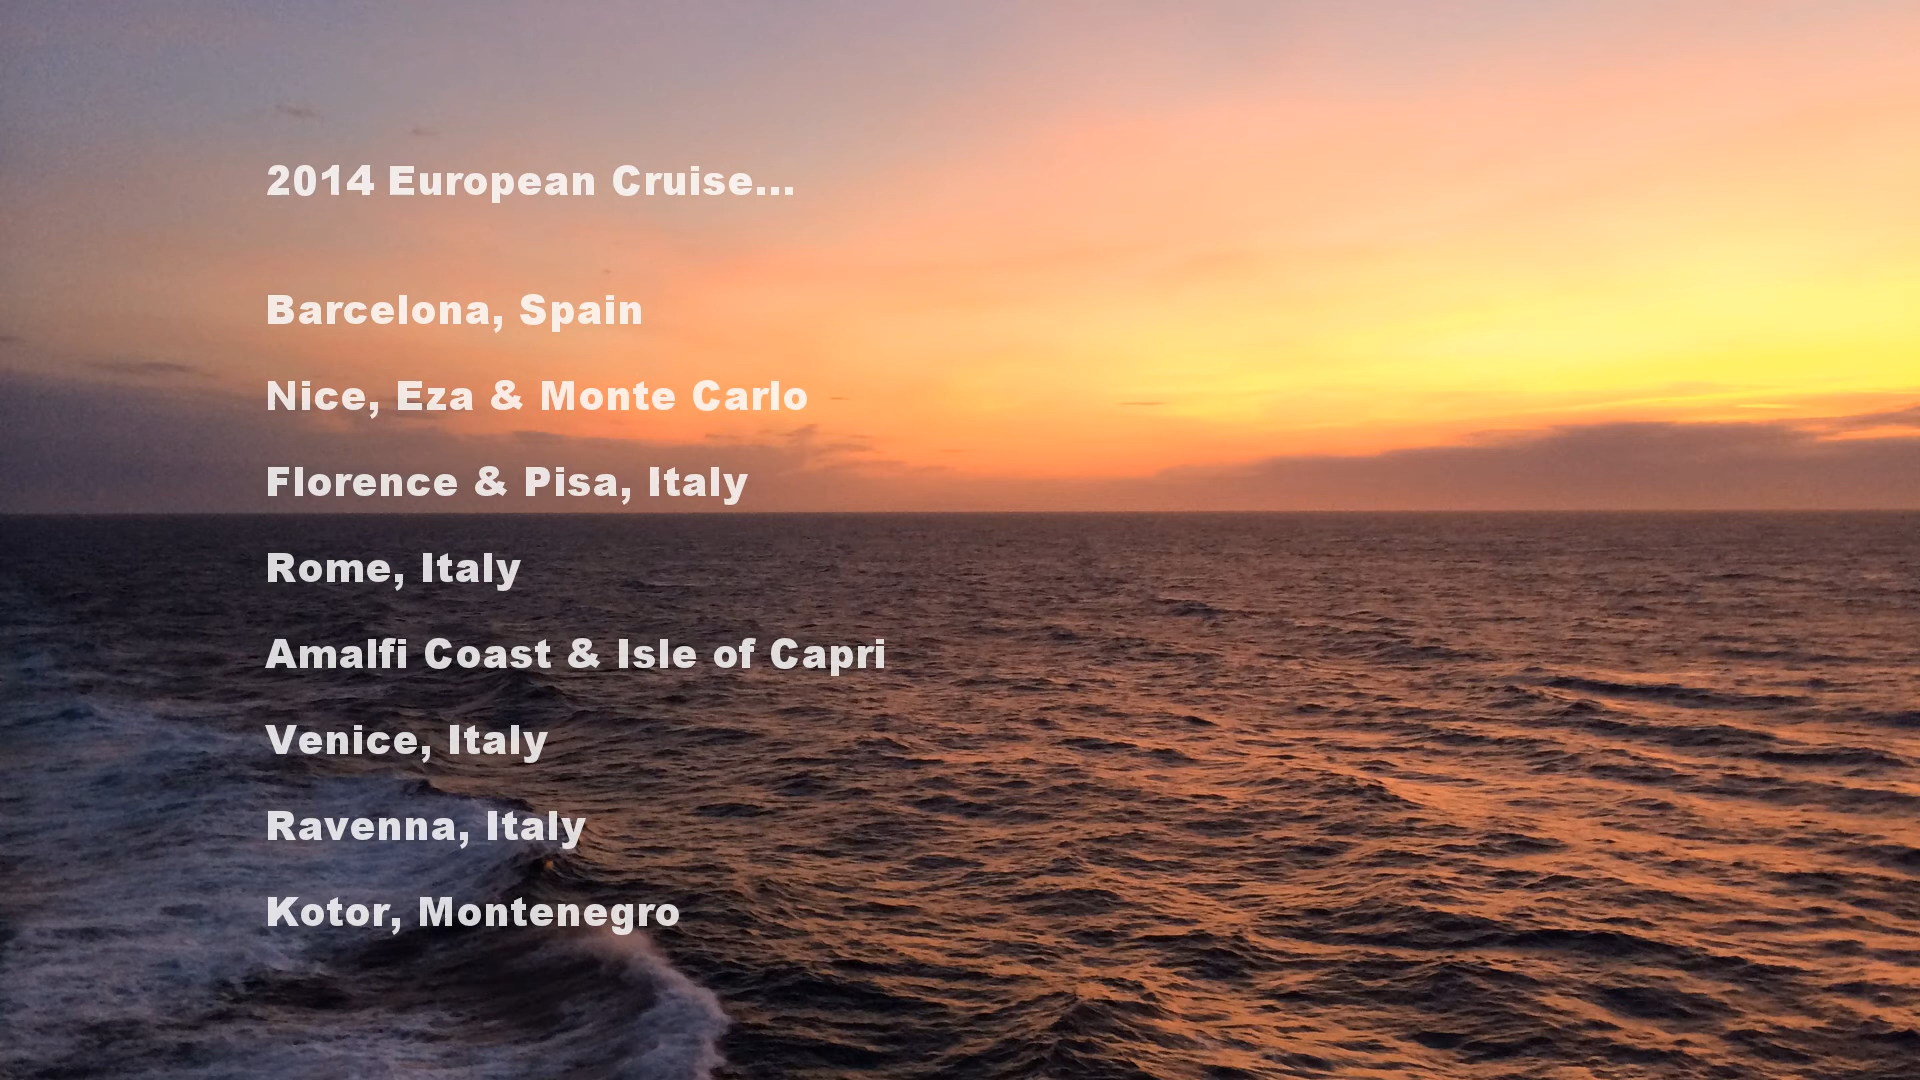 2014 European Cruise...
Barcelona, Spain
Nice, Eza & Monte Carlo
Florence & Pisa, Italy
Rome, Italy
Amalfi Coast & Isle of Capri
Venice, Italy
Ravenna, Italy
Kotor, Montenegro